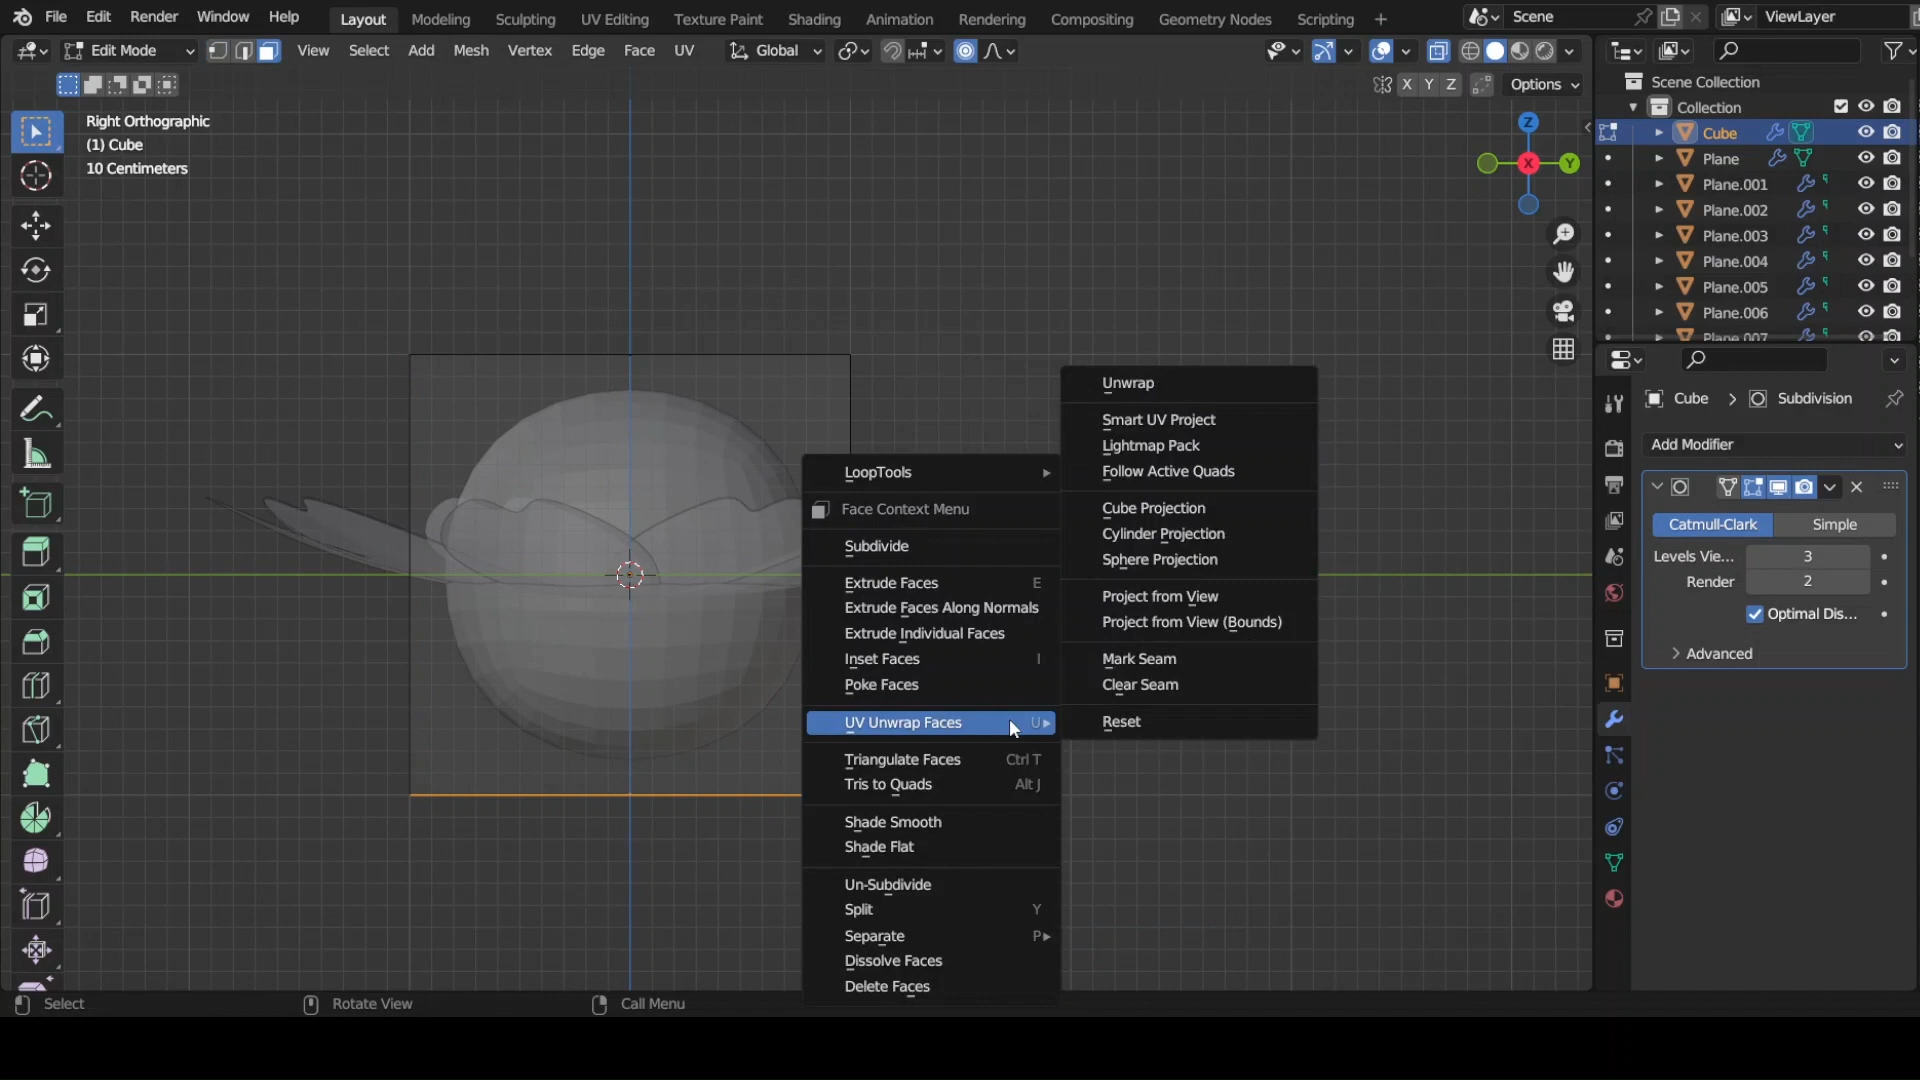 File Edit Render Window Help Layout Modeling Sculpting UV Editing Texture Paint Shading Animation Rendering Compositing Geometry Nodes Scripting + Scene ViewLayer
Edit Mode View Select Add Mesh Vertex Edge Face UV Global
X Y Z Options
Right Orthographic
(1) Cube
10 Centimeters
Z
X
Y
Scene Collection
Collection
Cube
Plane
Plane.001
Plane.002
Plane.003
Plane.004
Plane.005
Plane.006
Plane.007
Cube > Subdivision
Add Modifier
Catmull-Clark Simple
Levels Vie... 3
Render 2
Optimal Dis...
Advanced
LoopTools
Face Context Menu
Subdivide
Extrude Faces E
Extrude Faces Along Normals
Extrude Individual Faces
Inset Faces I
Poke Faces
UV Unwrap Faces U
Triangulate Faces Ctrl T
Tris to Quads Alt J
Shade Smooth
Shade Flat
Un-Subdivide
Split Y
Separate P
Dissolve Faces
Delete Faces
Unwrap
Smart UV Project
Lightmap Pack
Follow Active Quads
Cube Projection
Cylinder Projection
Sphere Projection
Project from View
Project from View (Bounds)
Mark Seam
Clear Seam
Reset
Select Rotate View Call Menu